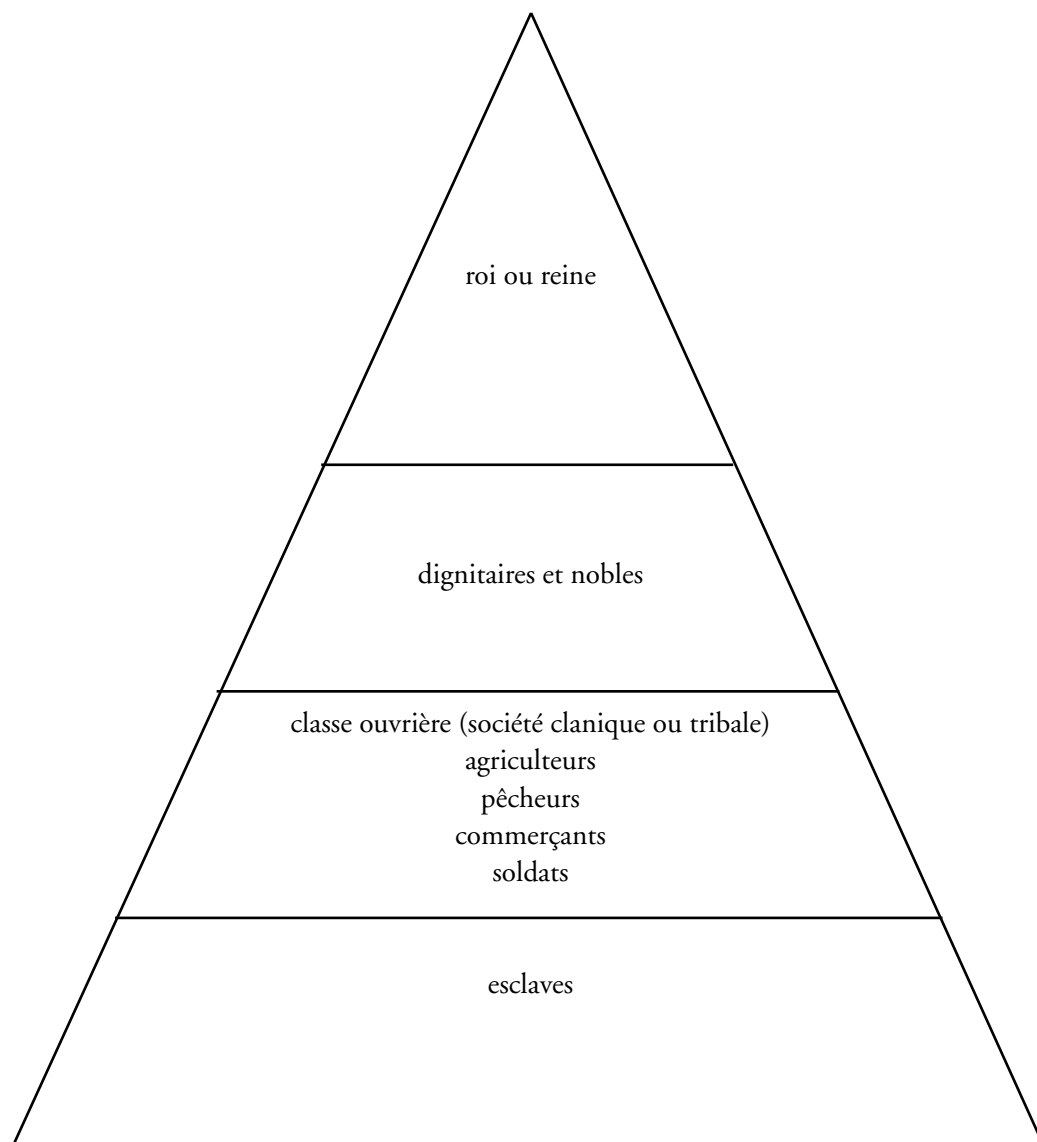 roi ou reine
dignitaires et nobles
classe ouvrière (société clanique ou tribale)
agriculteurs
pêcheurs
commerçants
soldats
esclaves